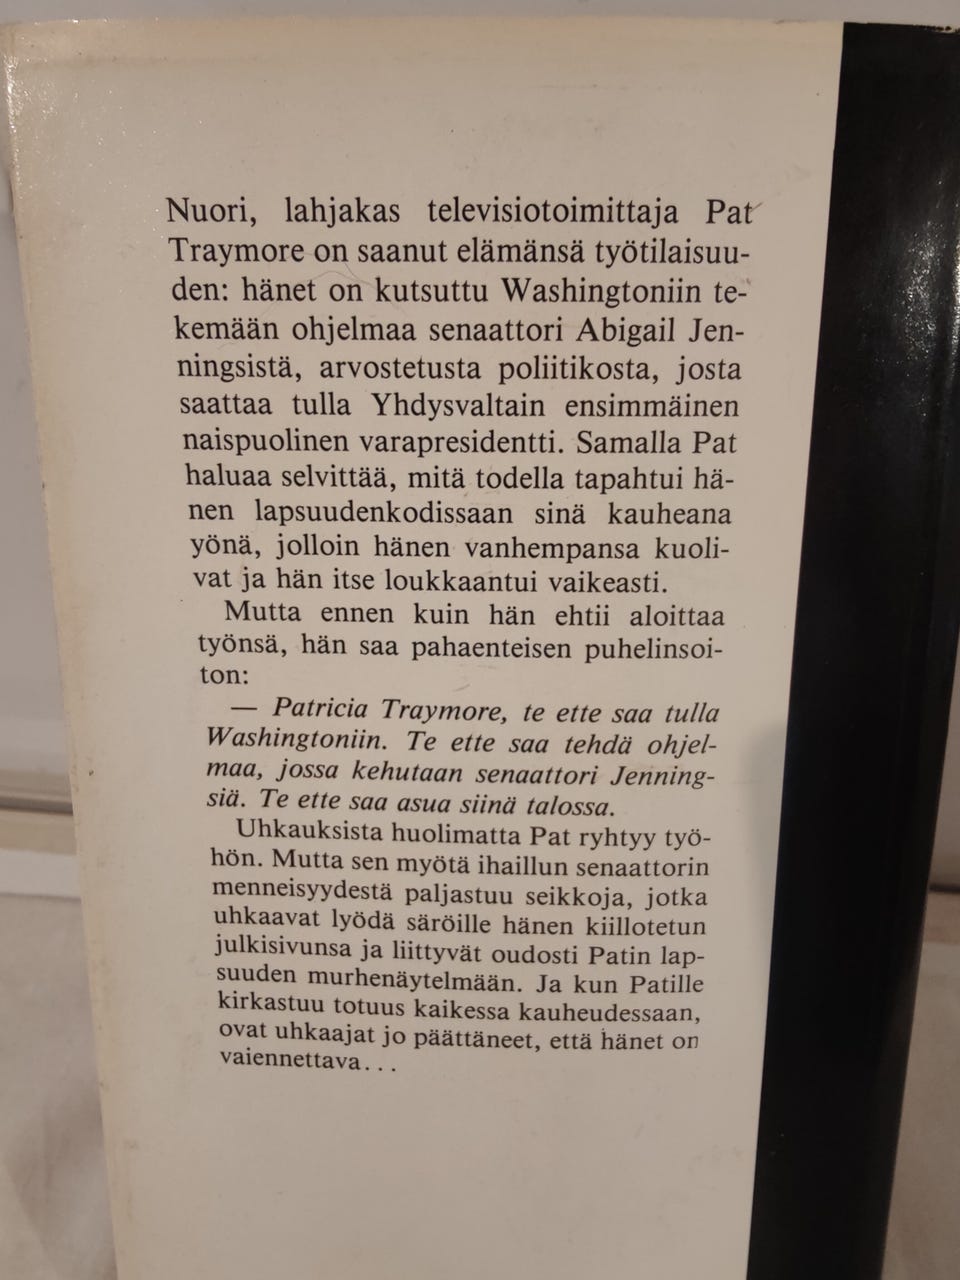 Nuori, lahjakas televisiotoimittaja Pat
Traymore on saanut elämänsä työtilaisuu-
den: hänet on kutsuttu Washingtoniin te-
kemään ohjelmaa senaattori Abigail Jen-
ningsistä, arvostetusta poliitikosta, josta
saattaa tulla Yhdysvaltain ensimmäinen
naispuolinen varapresidentti. Samalla Pat
haluaa selvittää, mitä todella tapahtui hä-
nen lapsuudenkodissaan sinä kauheana
yönä, jolloin hänen vanhempansa kuoli-
vat ja hän itse loukkaantui vaikeasti.
Mutta ennen kuin hän ehtii aloittaa
työnsä, hän saa pahaenteisen puhelinsoi-
ton:
— Patricia Traymore, te ette saa tulla
Washingtoniin. Te ette saa tehdä ohjel-
maa, jossa kehutaan senaattori Jenning-
siä. Te ette saa asua siinä talossa.
Uhkauksista huolimatta Pat ryhtyy työ-
hön. Mutta sen myötä ihaillun senaattorin
menneisyydestä paljastuu seikkoja, jotka
uhkaavat lyödä säröille hänen kiillotetun
julkisivunsa ja liittyvät oudosti Patin lap-
suuden murhenäytelmään. Ja kun Patille
kirkastuu totuus kaikessa kauheudessaan,
ovat uhkaajat jo päättäneet, että hänet on
vaiennettava...